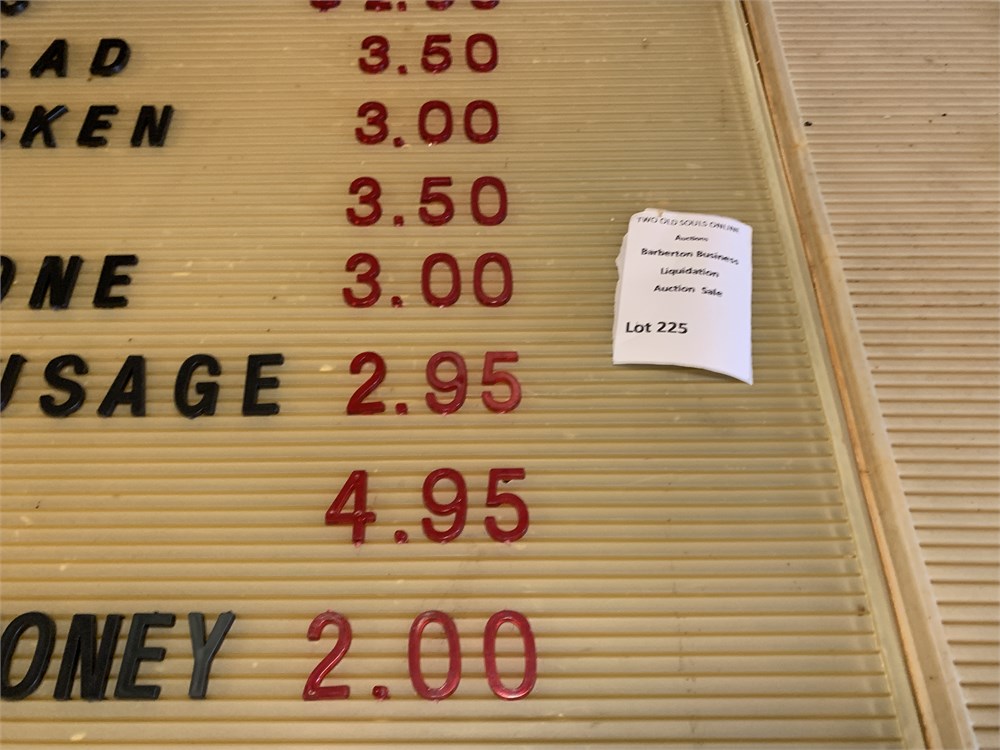 LAD 3.50
CKEN 3.00
3.50
ONE 3.00
USAGE 2.95
4.95
ONEY 2.00
TWO OLD SOULS ONLINE
Auctions
Barberton Business
Liquidation
Auction Sale
Lot 225